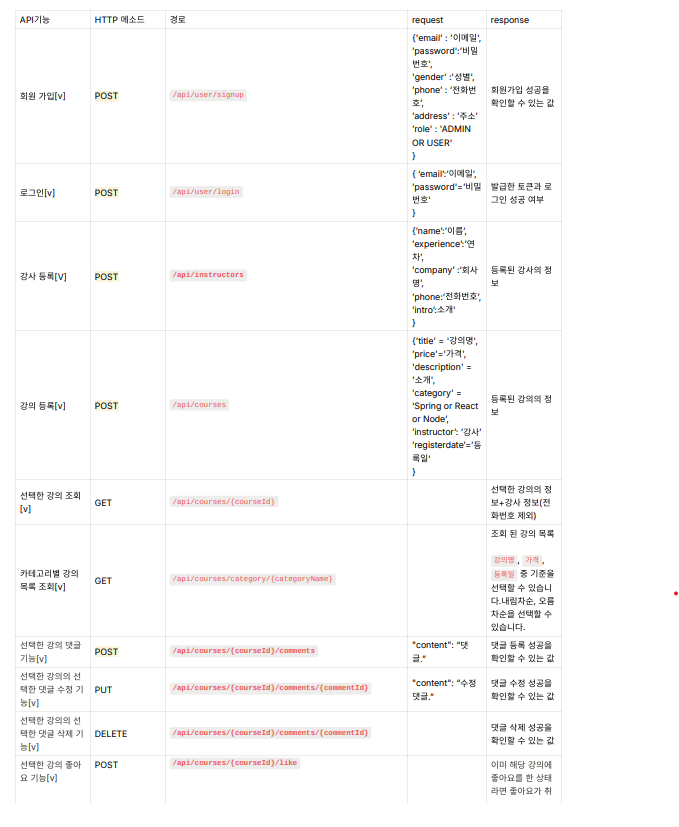 API기능 HTTP 메소드 경로 request response
회원 가입[v] POST /api/user/signup
{'email' : '이메일',
'password':'비밀
번호',
'gender' :'성별',
'phone' : '전화번
호',
'address' : '주소'
'role' : 'ADMIN
OR USER'
}
회원가입 성공을
확인할 수 있는 값
로그인[v] POST /api/user/login
{ 'email':'이메일',
'password'='비밀
번호'
}
발급한 토큰과 로
그인 성공 여부
강사 등록[V] POST /api/instructors
{'name':'이름',
'experience':'연
차',
'company' :'회사
명',
'phone:'전화번호',
'intro':소개'
}
등록된 강사의 정
보
강의 등록[v] POST /api/courses
{'title' = '강의명',
'price'='가격',
'description' =
'소개',
'category' =
'Spring or React
or Node',
'instructor': '강사'
'registerdate'='등
록일'
}
등록된 강의의 정
보
선택한 강의 조회
[v]
GET /api/courses/{courseId}
선택한 강의의 정
보+강사 정보(전
화번호 제외)
카테고리별 강의
목록 조회[v]
GET /api/courses/category/{categoryName}
조회 된 강의 목록
강의명, 가격,
등록일 중 기준을
선택할 수 있습니
다.내림차순, 오름
차순을 선택할 수
있습니다.
선택한 강의 댓글
기능[v]
POST /api/courses/{courseId}/comments
"content": "댓
글."
댓글 등록 성공을
확인할 수 있는 값
선택한 강의의 선
택한 댓글 수정 기
능[v]
PUT /api/courses/{courseId}/comments/{commentId}
"content": "수정
댓글."
댓글 수정 성공을
확인할 수 있는 값
선택한 강의의 선
택한 댓글 삭제 기
능[v]
DELETE /api/courses/{courseId}/comments/{commentId}
댓글 삭제 성공을
확인할 수 있는 값
선택한 강의 좋아
요 기능[v]
POST /api/courses/{courseId}/like
이미 해당 강의에
좋아요를 한 상태
라면 좋아요가 취